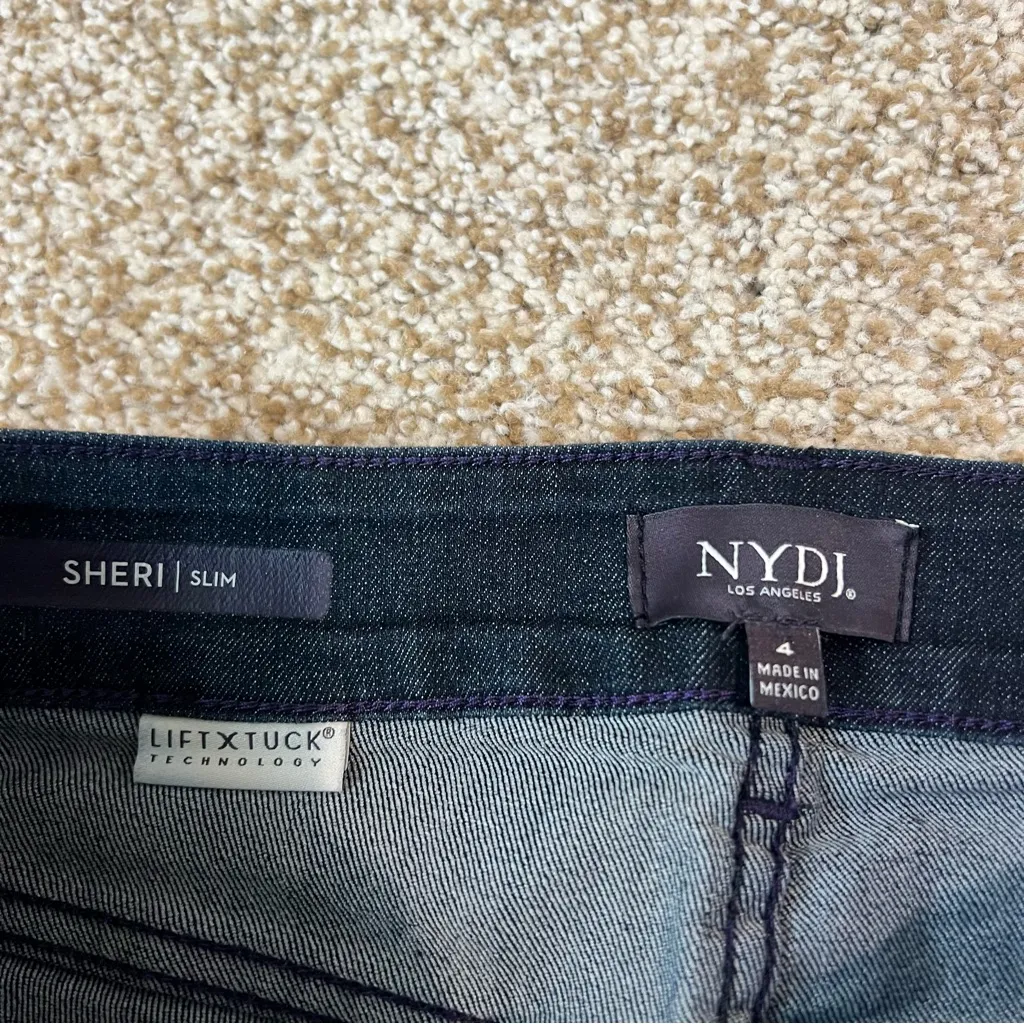 SHERI | SLIM
NYDJ®
LOS ANGELES
4
MADE IN
MEXICO
LIFTXTUCK®
TECHNOLOGY